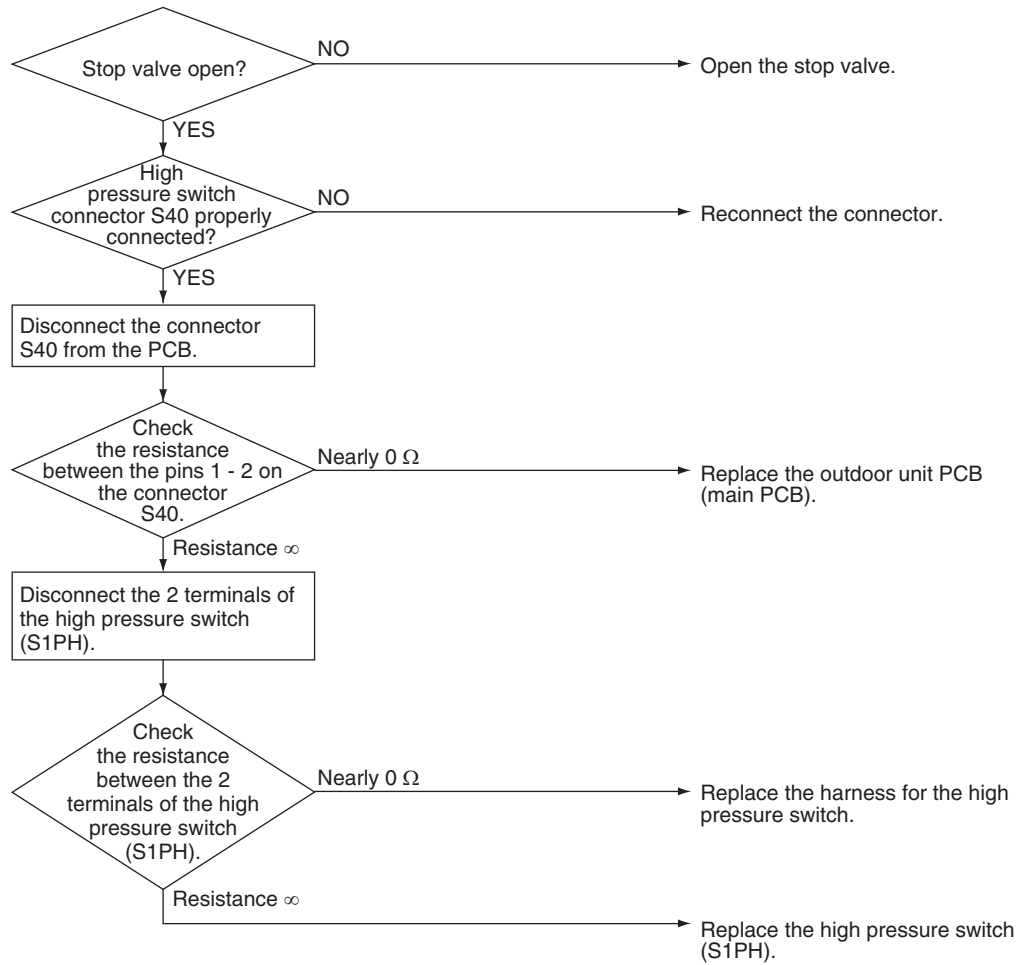 Stop valve open?
NO
Open the stop valve.
YES
High
pressure switch
connector S40 properly
connected?
NO
Reconnect the connector.
YES
Disconnect the connector
S40 from the PCB.
Check
the resistance
between the pins 1 - 2 on
the connector
S40.
Nearly 0 Ω
Replace the outdoor unit PCB
(main PCB).
Resistance ∞
Disconnect the 2 terminals of
the high pressure switch
(S1PH).
Check
the resistance
between the 2
terminals of the high
pressure switch
(S1PH).
Nearly 0 Ω
Replace the harness for the high
pressure switch.
Resistance ∞
Replace the high pressure switch
(S1PH).